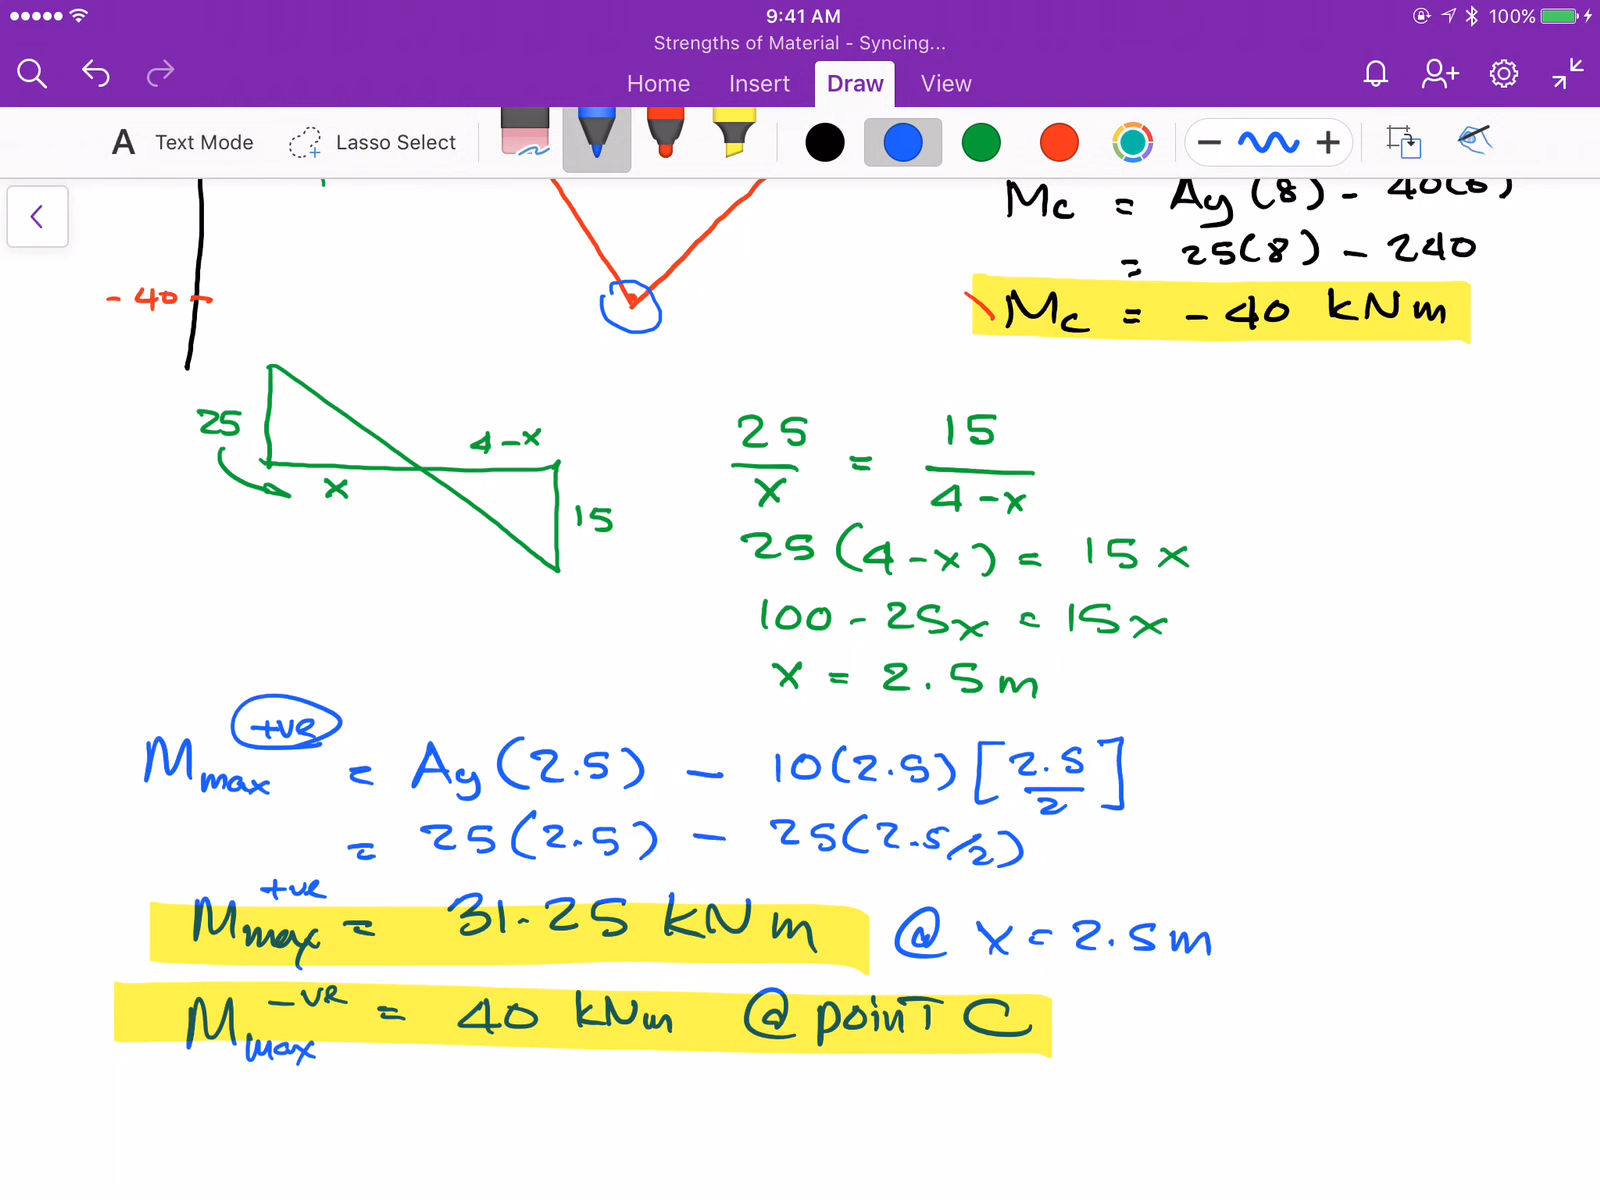 9:41 AM
100%
Strengths of Material - Syncing...
Home Insert Draw View
A Text Mode Lasso Select
Mc = Ay (8) - 40(6)
= 25(8) - 240
- 40 -
Mc = - 40 kNm
25
4-x
x
15
25/x = 15/4-x
25(4-x) = 15x
100 - 25x = 15x
x = 2.5m
Mmax +ve = Ay(2.5) - 10(2.5)[2.5/2]
= 25(2.5) - 25(2.5/2)
Mmax +ve = 31.25 kNm @ x = 2.5m
Mmax -ve = 40 kNm @ point C